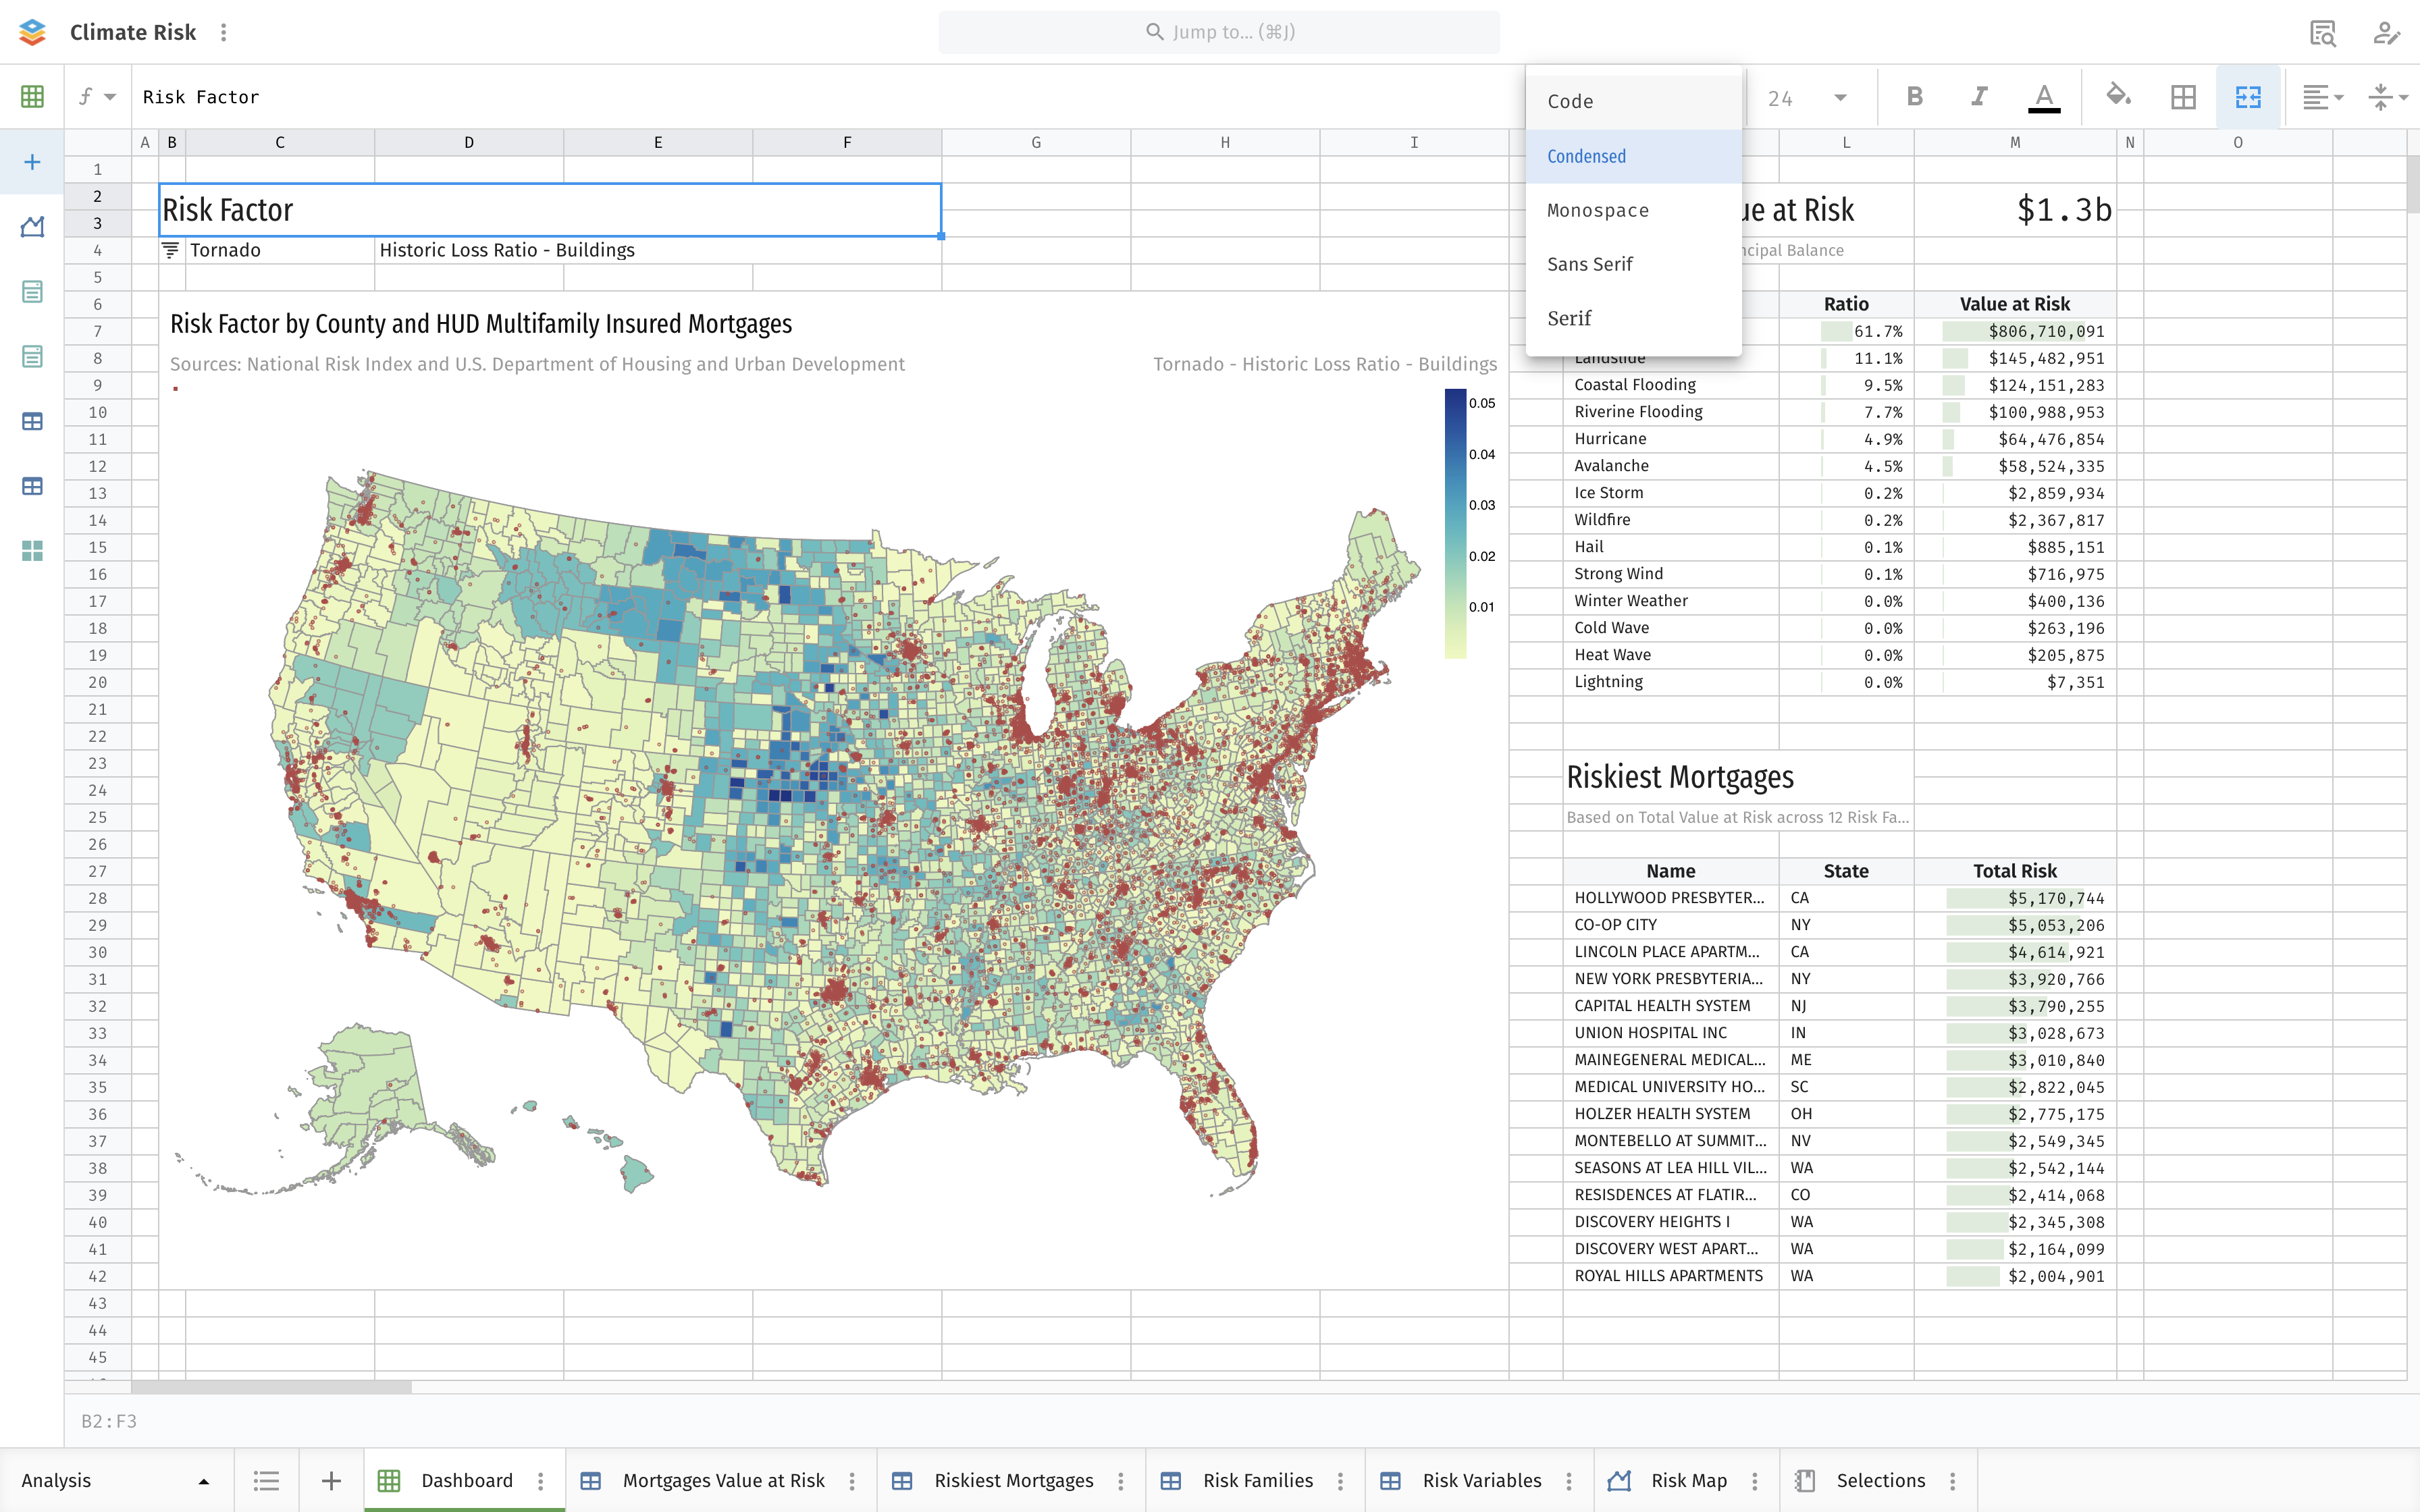 Climate Risk
Jump to... (⌘J)
Risk Factor
24
B I A
A B C D E F G H I L M N O
Code
Condensed
Monospace
Sans Serif
Serif
1
2
3
4
5
6
7
8
9
10
11
12
13
14
15
16
17
18
19
20
21
22
23
24
25
26
27
28
29
30
31
32
33
34
35
36
37
38
39
40
41
42
43
44
45
Risk Factor
Tornado Historic Loss Ratio - Buildings
Risk Factor by County and HUD Multifamily Insured Mortgages
Sources: National Risk Index and U.S. Department of Housing and Urban Development
Tornado - Historic Loss Ratio - Buildings
0.05
0.04
0.03
0.02
0.01
at Risk $1.3b
Balance
Ratio Value at Risk
61.7% $806,710,091
Landslide 11.1% $145,482,951
Coastal Flooding 9.5% $124,151,283
Riverine Flooding 7.7% $100,988,953
Hurricane 4.9% $64,476,854
Avalanche 4.5% $58,524,335
Ice Storm 0.2% $2,859,934
Wildfire 0.2% $2,367,817
Hail 0.1% $885,151
Strong Wind 0.1% $716,975
Winter Weather 0.0% $400,136
Cold Wave 0.0% $263,196
Heat Wave 0.0% $205,875
Lightning 0.0% $7,351
Riskiest Mortgages
Based on Total Value at Risk across 12 Risk Fa...
Name State Total Risk
HOLLYWOOD PRESBYTER... CA $5,170,744
CO-OP CITY NY $5,053,206
LINCOLN PLACE APARTM... CA $4,614,921
NEW YORK PRESBYTERIA... NY $3,920,766
CAPITAL HEALTH SYSTEM NJ $3,790,255
UNION HOSPITAL INC IN $3,028,673
MAINEGENERAL MEDICAL... ME $3,010,840
MEDICAL UNIVERSITY HO... SC $2,822,045
HOLZER HEALTH SYSTEM OH $2,775,175
MONTEBELLO AT SUMMIT... NV $2,549,345
SEASONS AT LEA HILL VIL... WA $2,542,144
RESISDENCES AT FLATIR... CO $2,414,068
DISCOVERY HEIGHTS I WA $2,345,308
DISCOVERY WEST APART... WA $2,164,099
ROYAL HILLS APARTMENTS WA $2,004,901
B2:F3
Analysis Dashboard Mortgages Value at Risk Riskiest Mortgages Risk Families Risk Variables Risk Map Selections